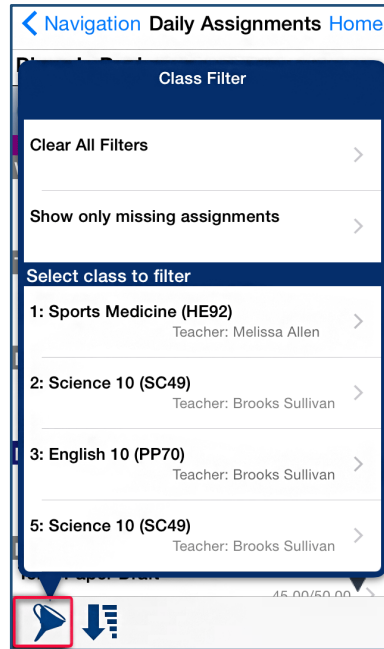 Navigation Daily Assignments Home
Class Filter
Clear All Filters
Show only missing assignments
Select class to filter
1: Sports Medicine (HE92)
Teacher: Melissa Allen
2: Science 10 (SC49)
Teacher: Brooks Sullivan
3: English 10 (PP70)
Teacher: Brooks Sullivan
5: Science 10 (SC49)
Teacher: Brooks Sullivan
Paper Draft
45.00/50.00